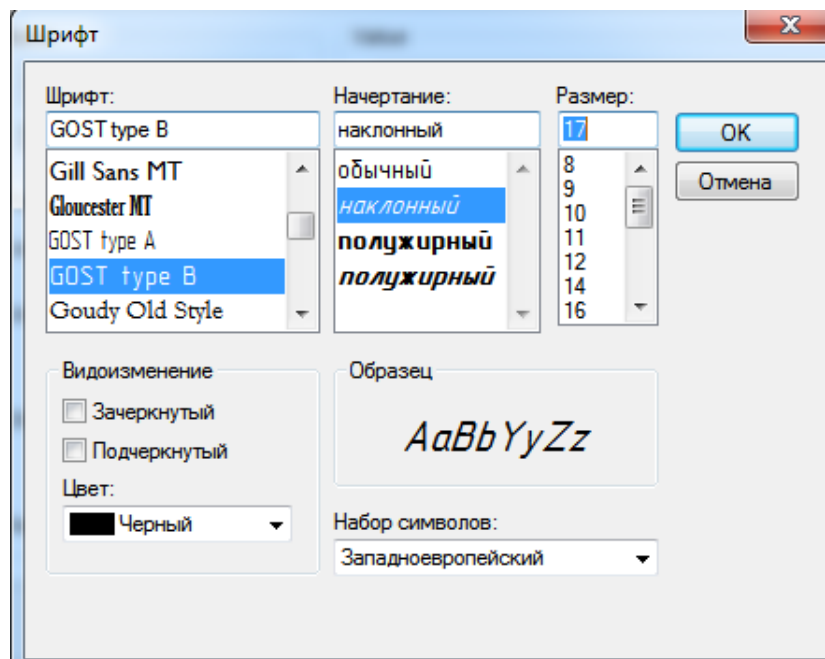 Шрифт
Шрифт:
GOST type B
Gill Sans MT
Gloucester MT
GOST type A
GOST type B
Goudy Old Style
Начертание:
наклонный
обычный
наклонный
полужирный
полужирный
Размер:
17
8
9
10
11
12
14
16
OK
Отмена
Видоизменение
Зачеркнутый
Подчеркнутый
Цвет:
Черный
Образец
AaBbYyZz
Набор символов:
Западноевропейский